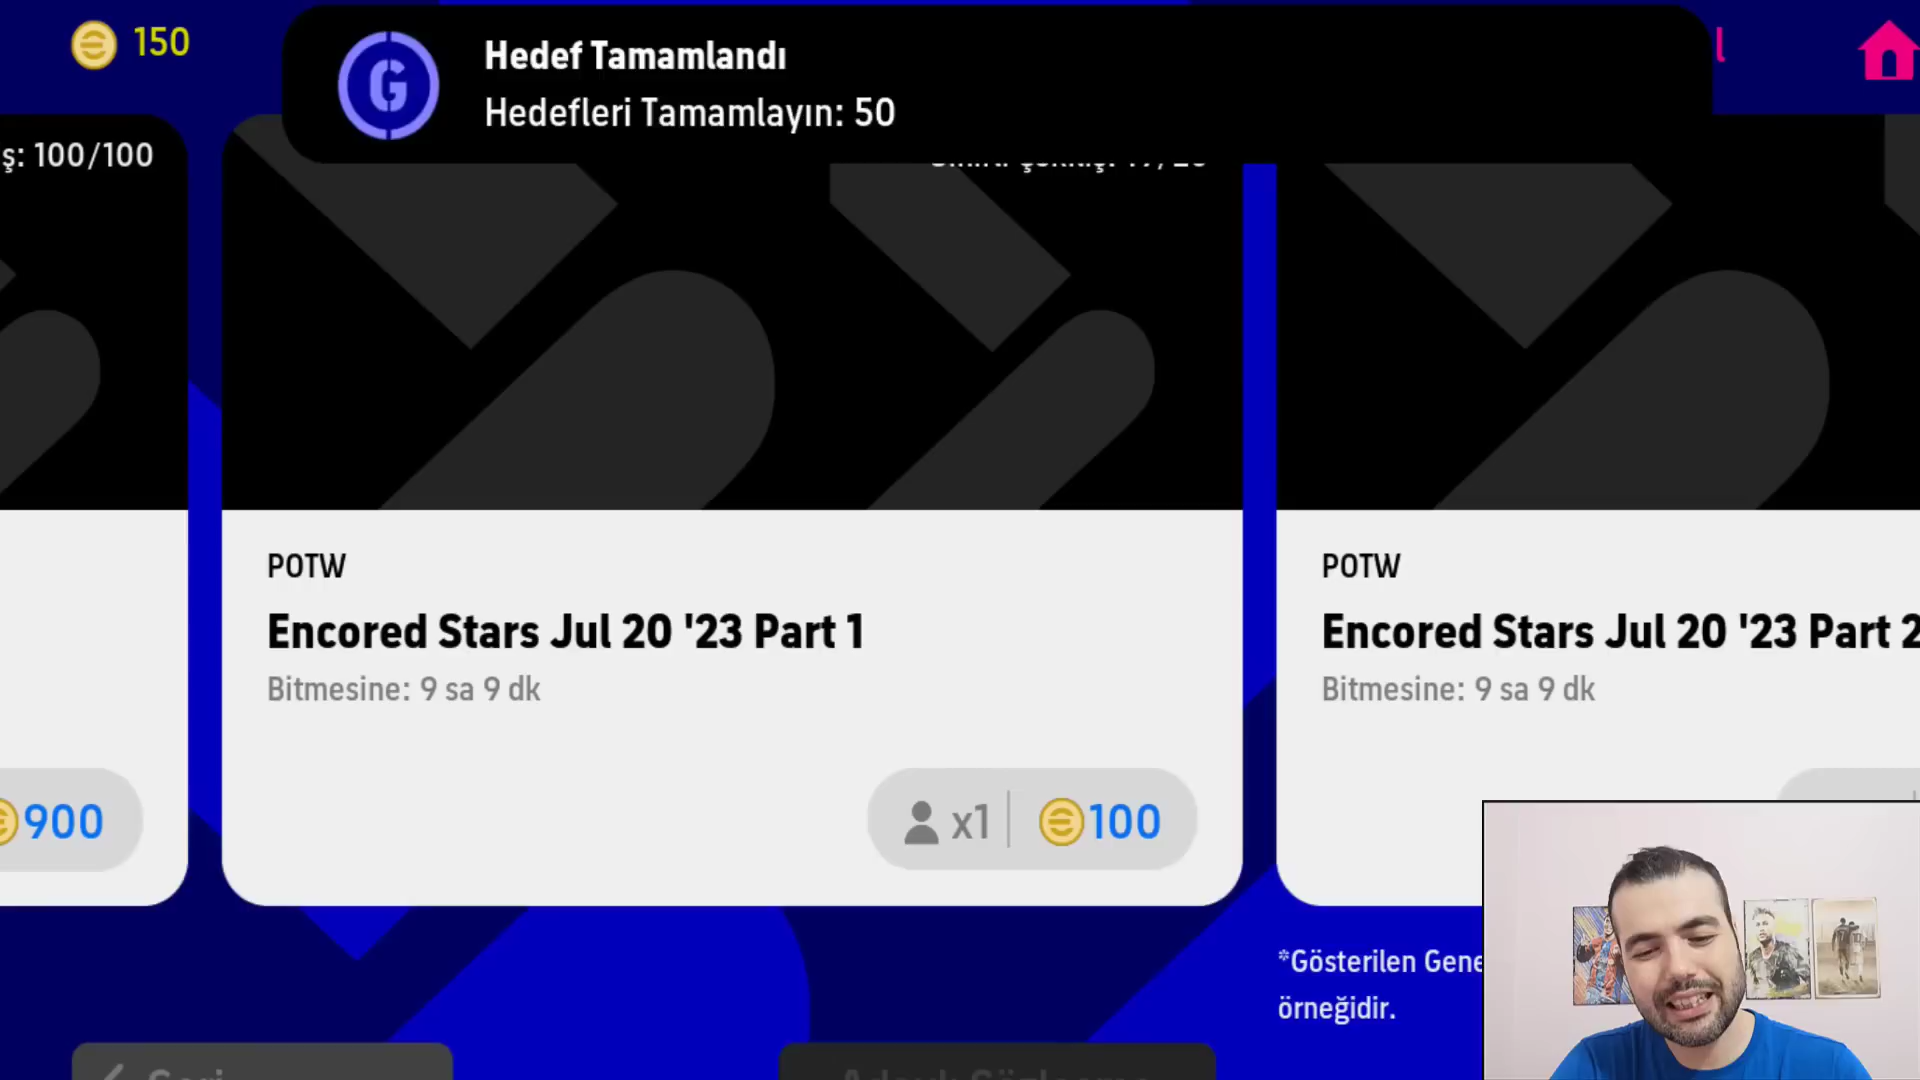 150
Hedef Tamamlandı
Hedefleri Tamamlayın: 50
ş: 100/100
POTW
Encored Stars Jul 20 '23 Part 1
Bitmesine: 9 sa 9 dk
900
x1
100
POTW
Encored Stars Jul 20 '23 Part 2
Bitmesine: 9 sa 9 dk
*Gösterilen Gene
örneğidir.